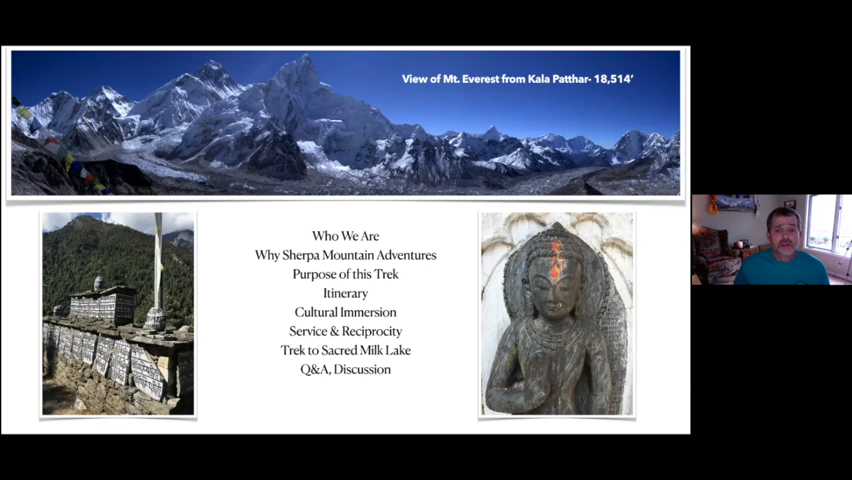 View of Mt. Everest from Kala Patthar- 18,514’
Who We Are
Why Sherpa Mountain Adventures
Purpose of this Trek
Itinerary
Cultural Immersion
Service & Reciprocity
Trek to Sacred Milk Lake
Q&A, Discussion